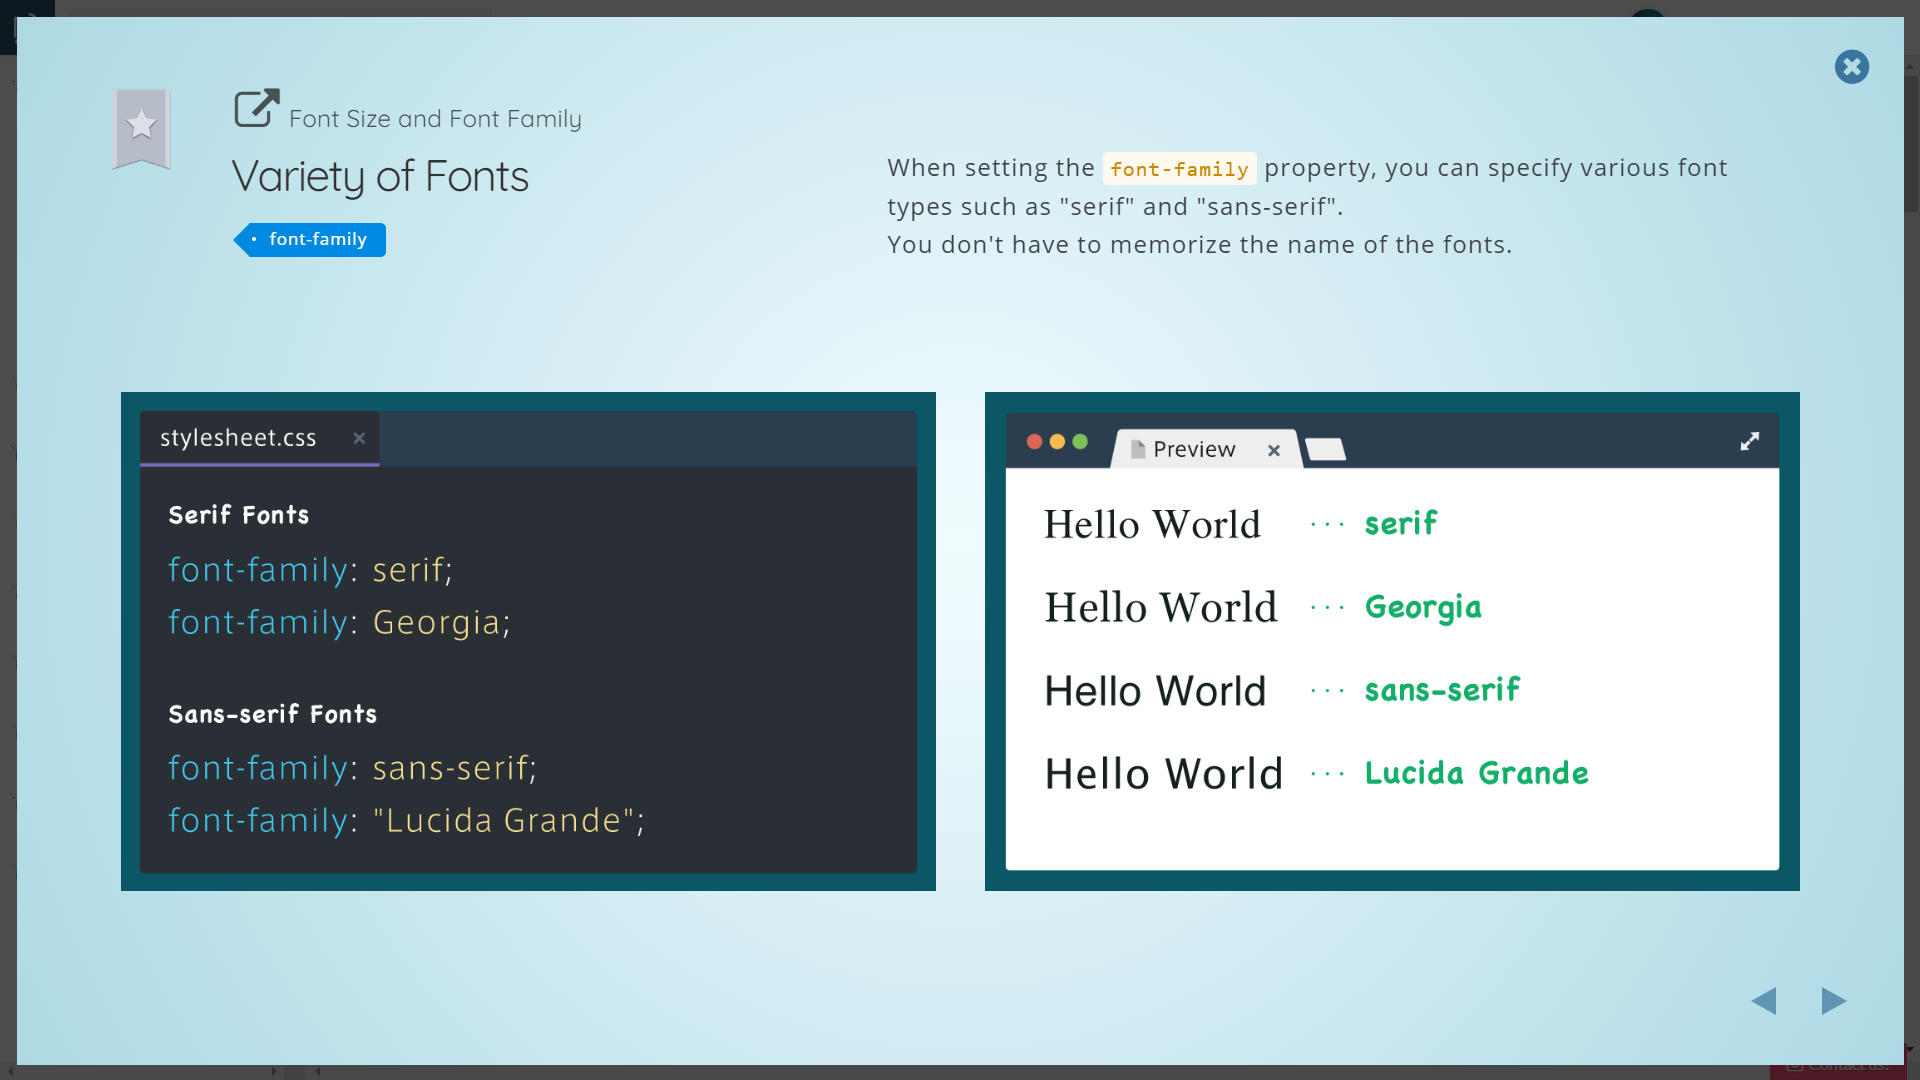 Font Size and Font Family
Variety of Fonts
• font-family
When setting the font-family property, you can specify various font
types such as "serif" and "sans-serif".
You don't have to memorize the name of the fonts.
stylesheet.css
Serif Fonts
font-family: serif;
font-family: Georgia;
Sans-serif Fonts
font-family: sans-serif;
font-family: "Lucida Grande";
Preview
Hello World ··· serif
Hello World ··· Georgia
Hello World ··· sans-serif
Hello World ··· Lucida Grande
Contact us!